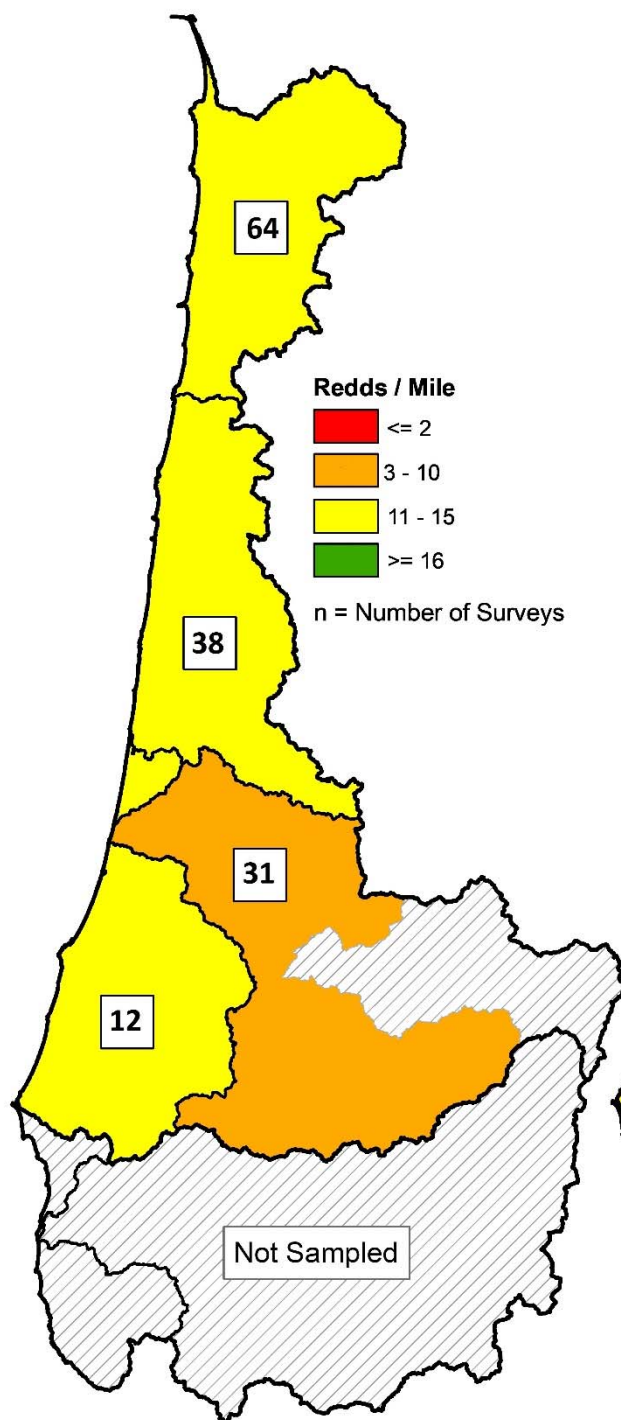 64
Redds / Mile
<= 2
3 - 10
11 - 15
>= 16
n = Number of Surveys
38
31
12
Not Sampled